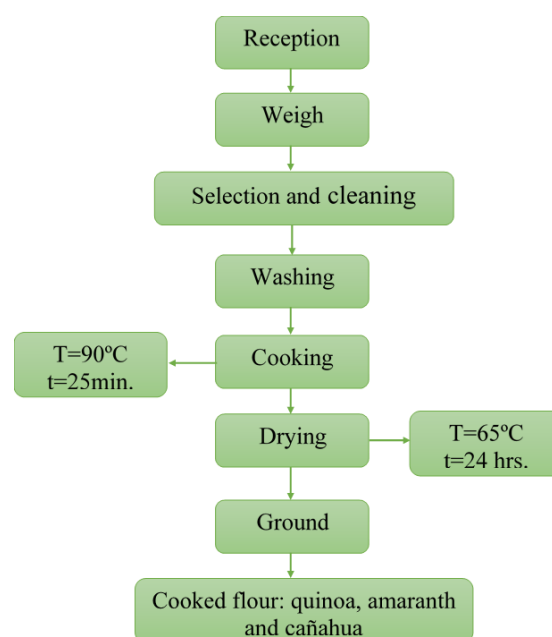 Reception
Weigh
Selection and cleaning
Washing
T=90ºC
t=25min.
Cooking
Drying
T=65ºC
t=24 hrs.
Ground
Cooked flour: quinoa, amaranth
and cañahua